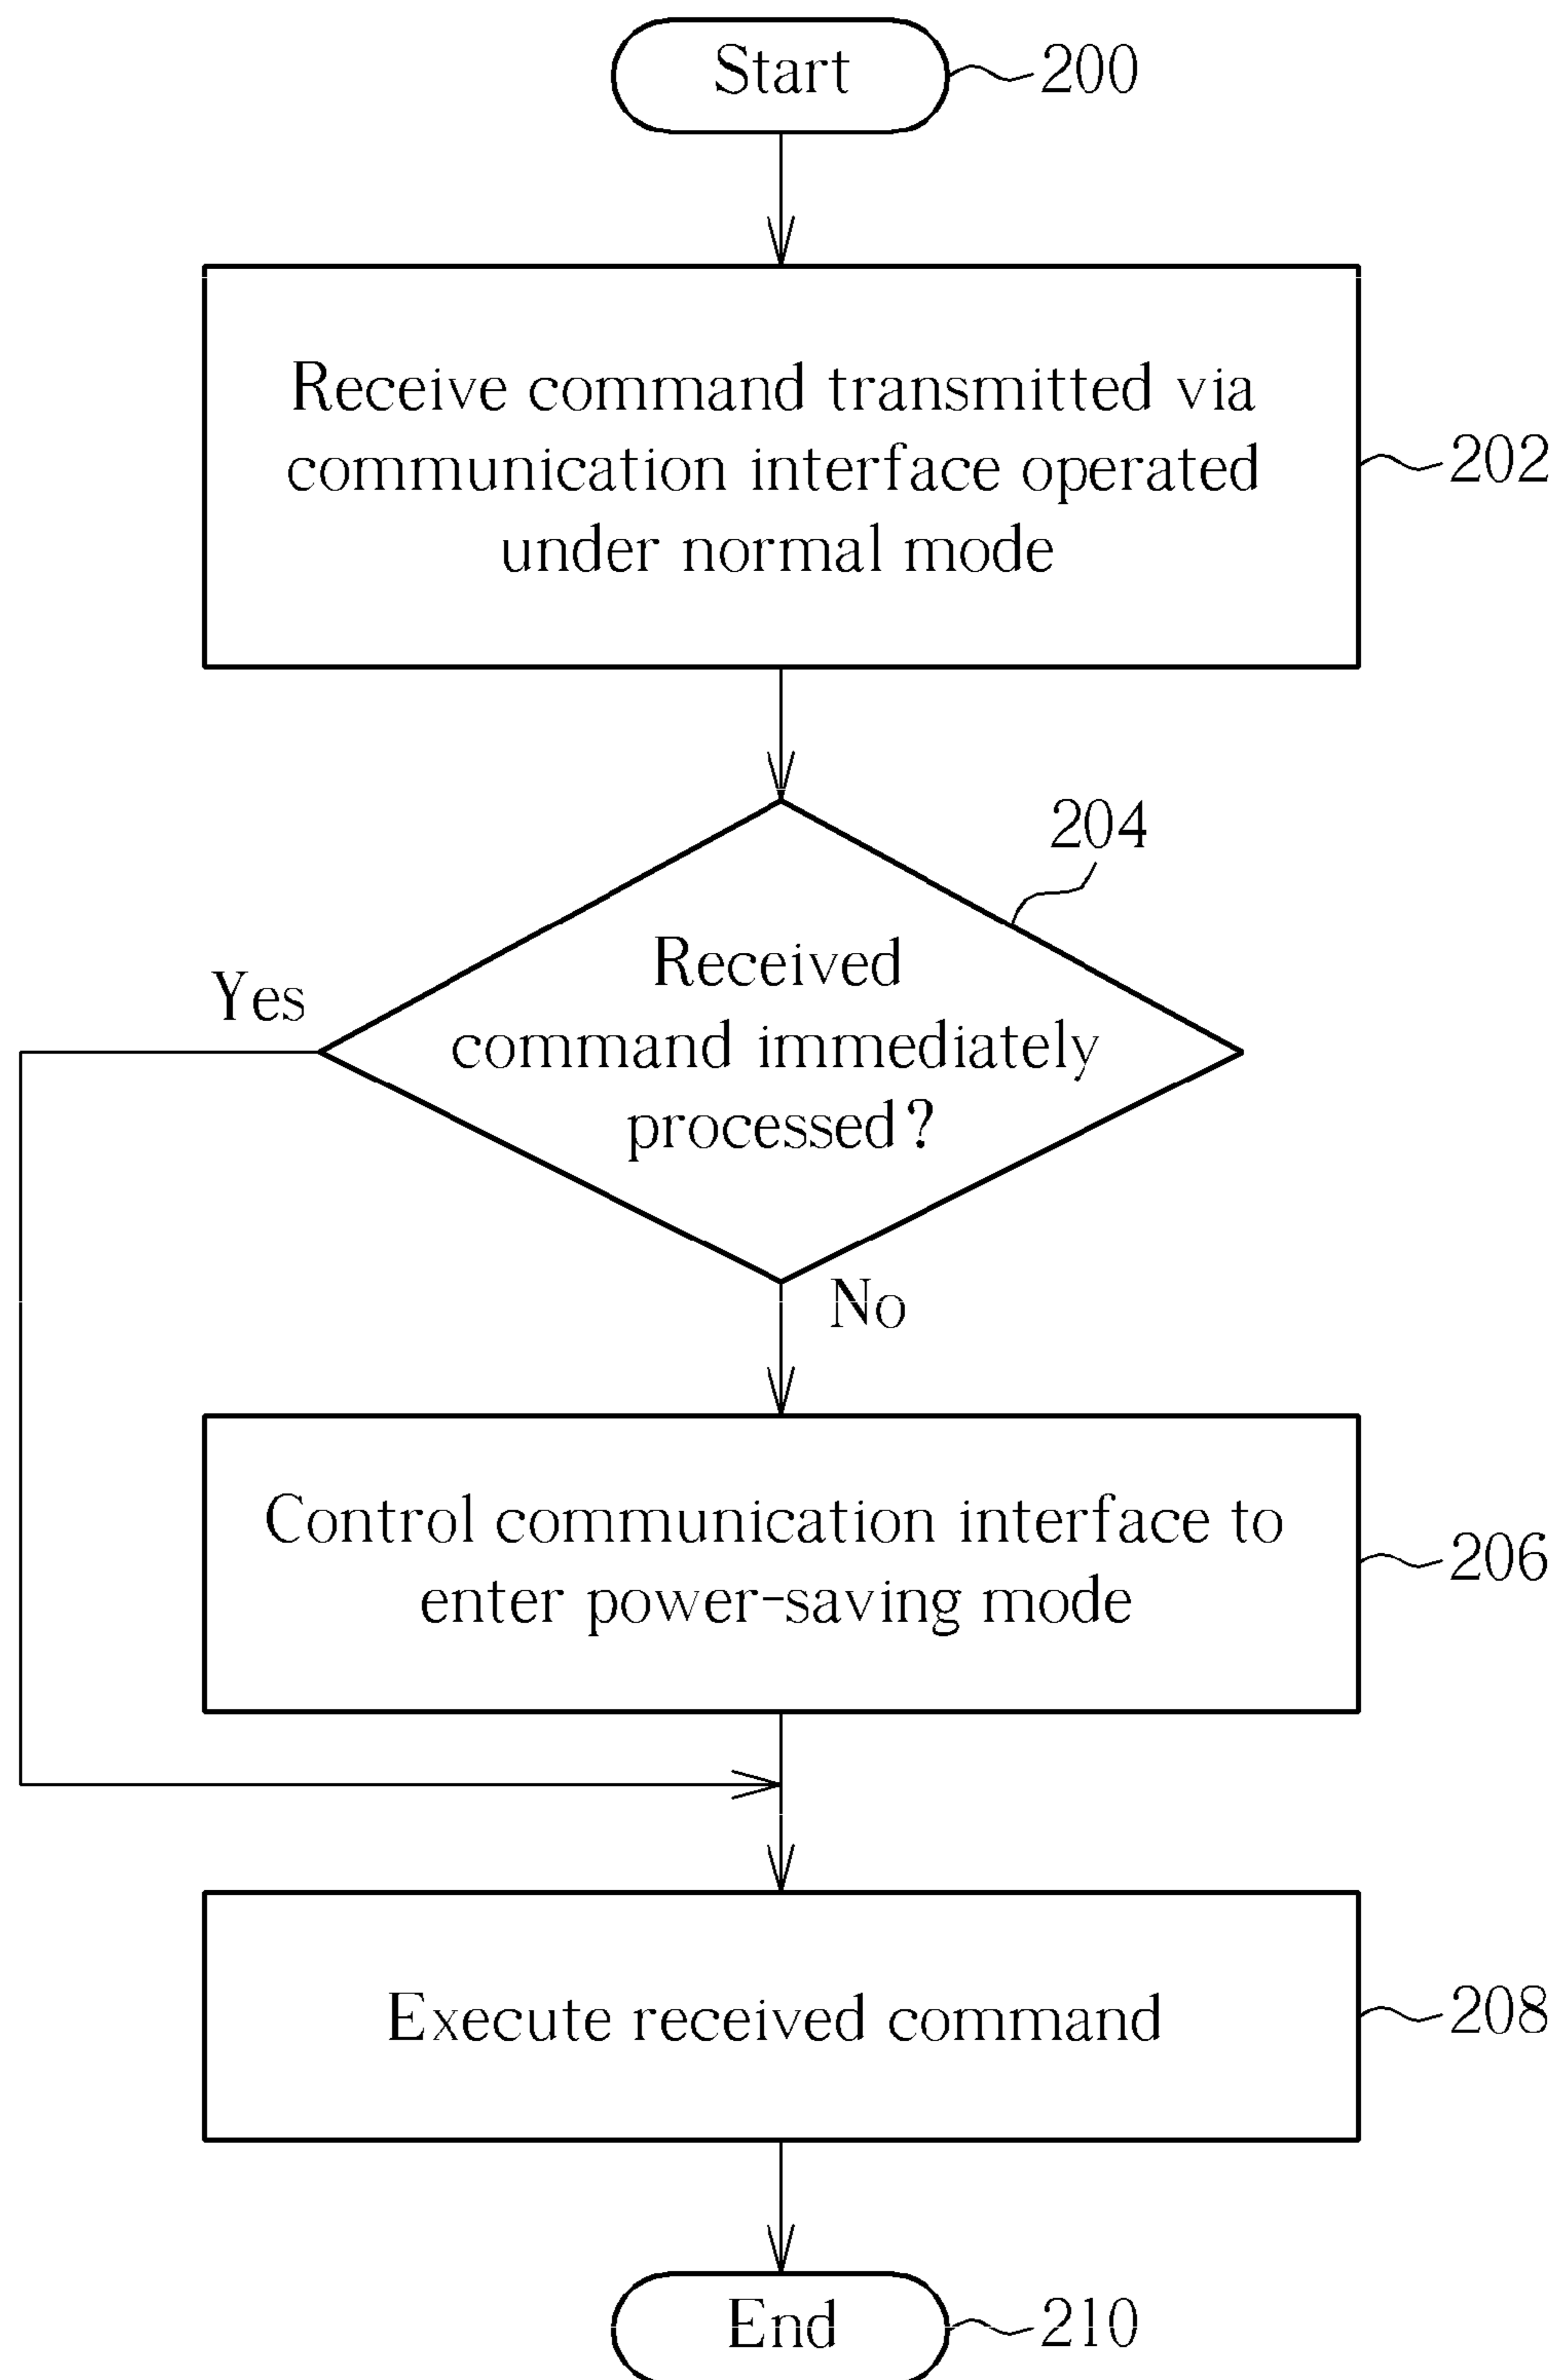 Start
200
Receive command transmitted via
communication interface operated
under normal mode
202
204
Received
command immediately
processed?
Yes
No
Control communication interface to
enter power-saving mode
206
Execute received command
208
End
210